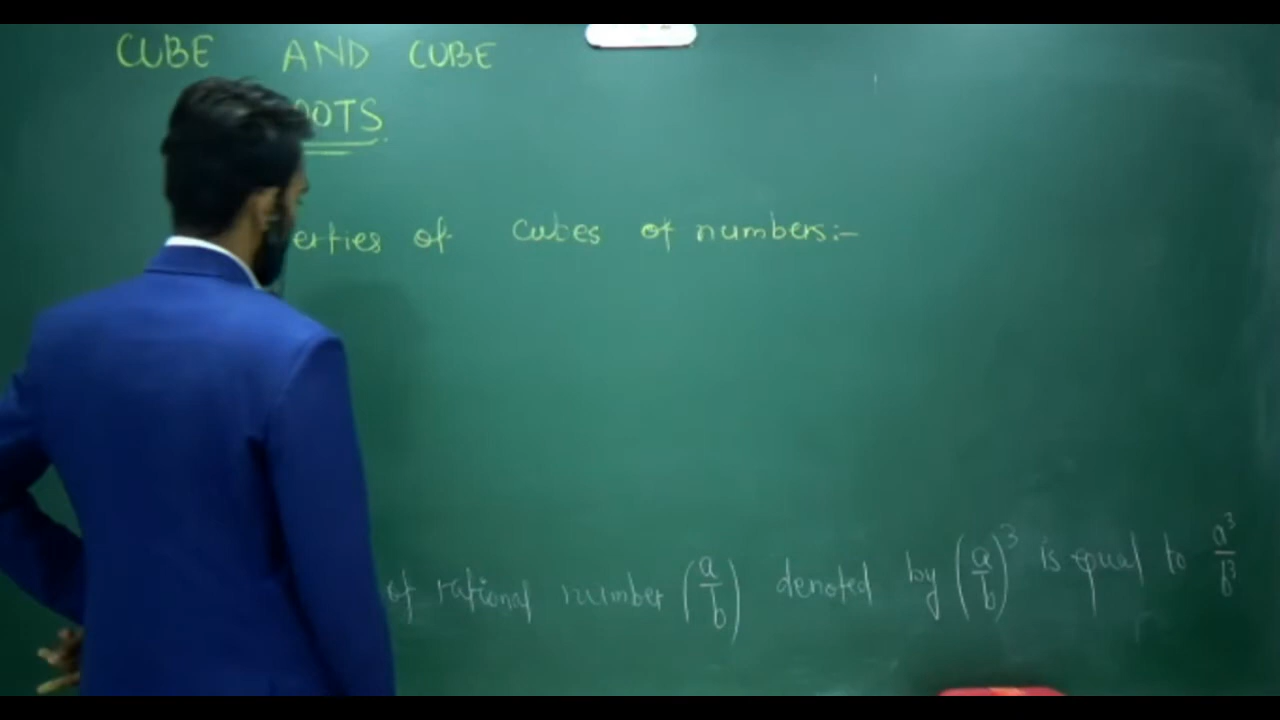 CUBE AND CUBE
OOTS
erties of cubes of numbers:-
of rational number (a/b) denoted by (a/b)³ is equal to a³/b³